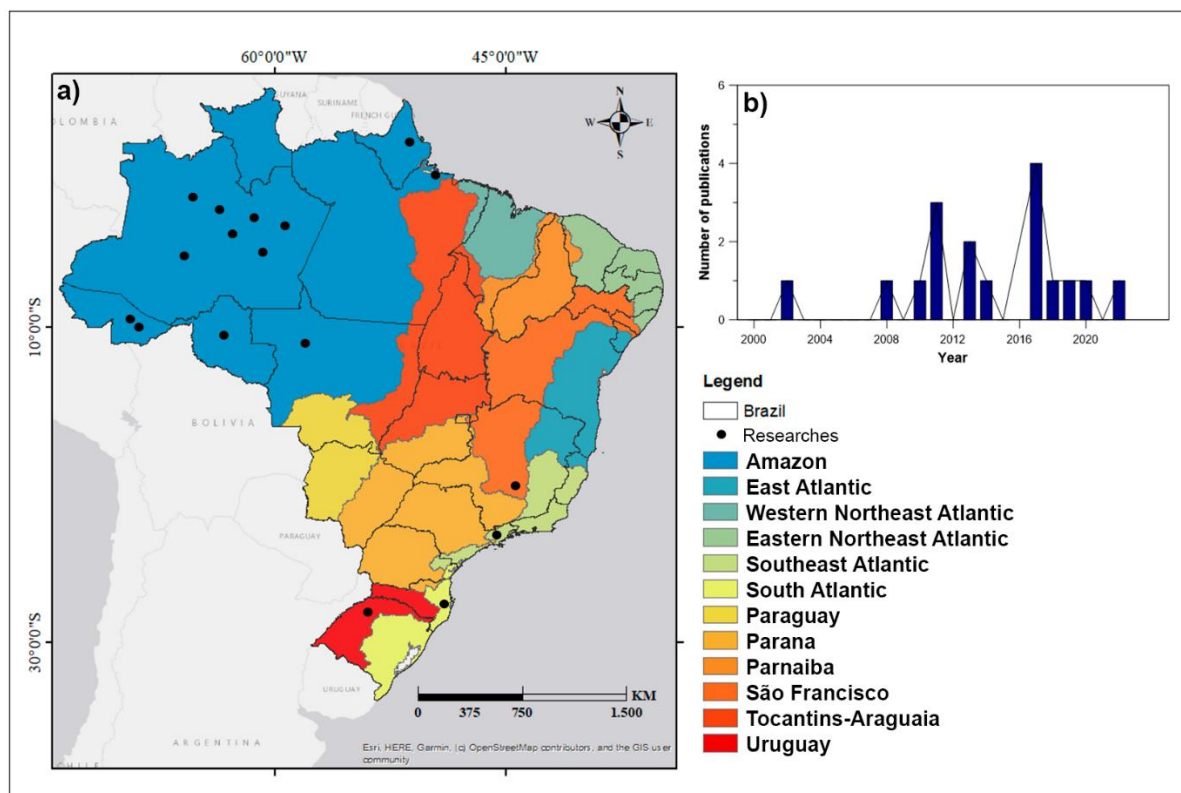 60°0'0"W 45°0'0"W
a)
UYANA
SURINAME
OLOMBIA
FRENCH GU
N
W E
S
10°0'0"S
BOLIVIA
PARAGUAY
30°0'0"S
URUGUAY
KM
0 375 750 1.500
ARGENTINA
CHILE
Esri, HERE, Garmin, (c) OpenStreetMap contributors, and the GIS user
community
b)
Number of publications
6
4
2
0
2000 2004 2008 2012 2016 2020
Year
Legend
Brazil
Researches
Amazon
East Atlantic
Western Northeast Atlantic
Eastern Northeast Atlantic
Southeast Atlantic
South Atlantic
Paraguay
Parana
Parnaiba
São Francisco
Tocantins-Araguaia
Uruguay